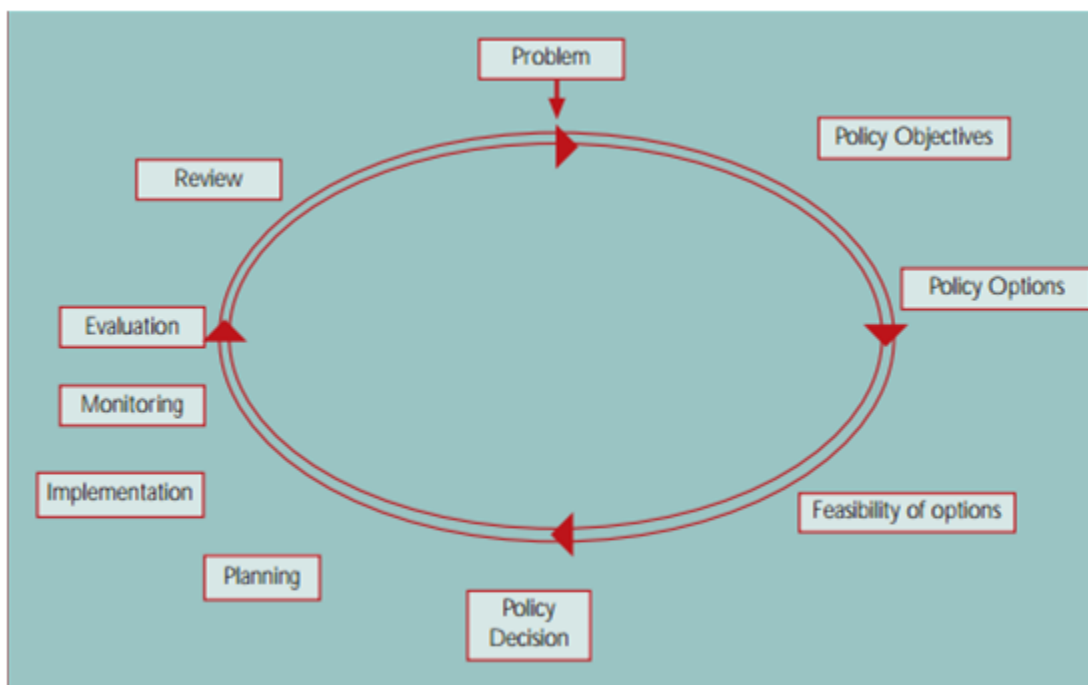 Problem
Policy Objectives
Review
Policy Options
Evaluation
Monitoring
Implementation
Feasibility of options
Planning
Policy
Decision